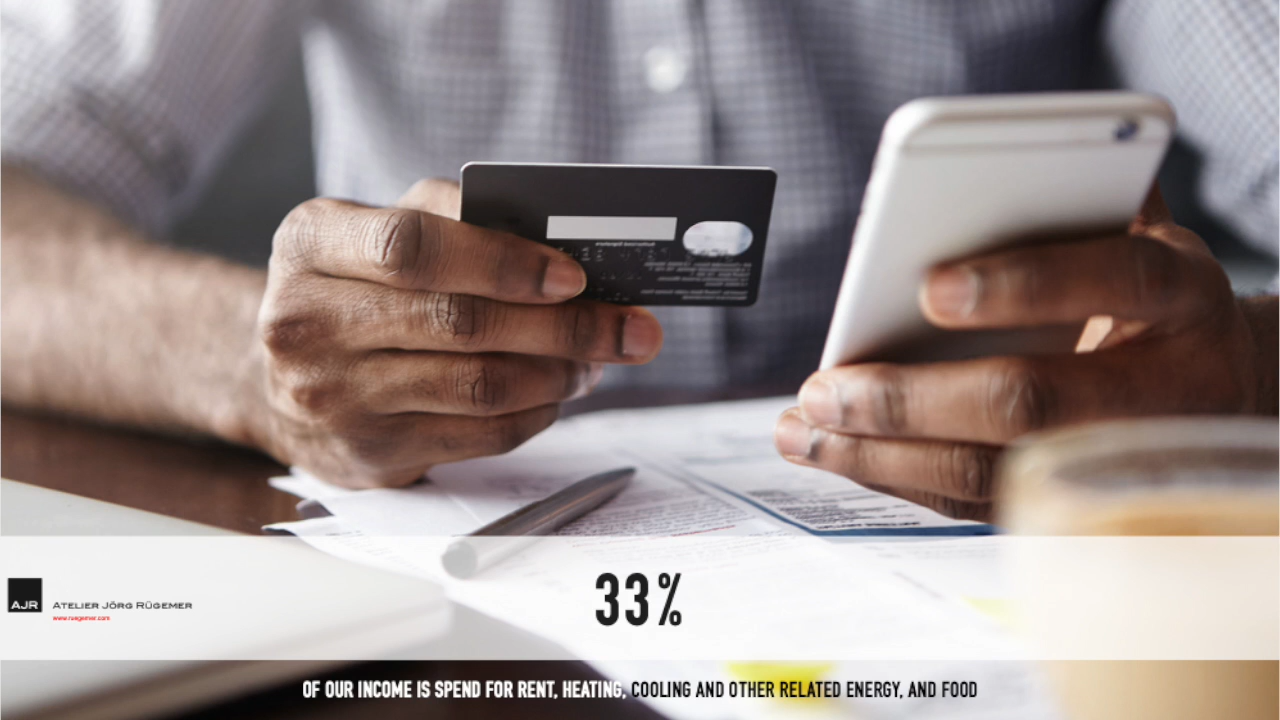 33%
AJR
ATELIER JÖRG RÜGEMER
www.ruegemer.com
OF OUR INCOME IS SPEND FOR RENT, HEATING, COOLING AND OTHER RELATED ENERGY, AND FOOD